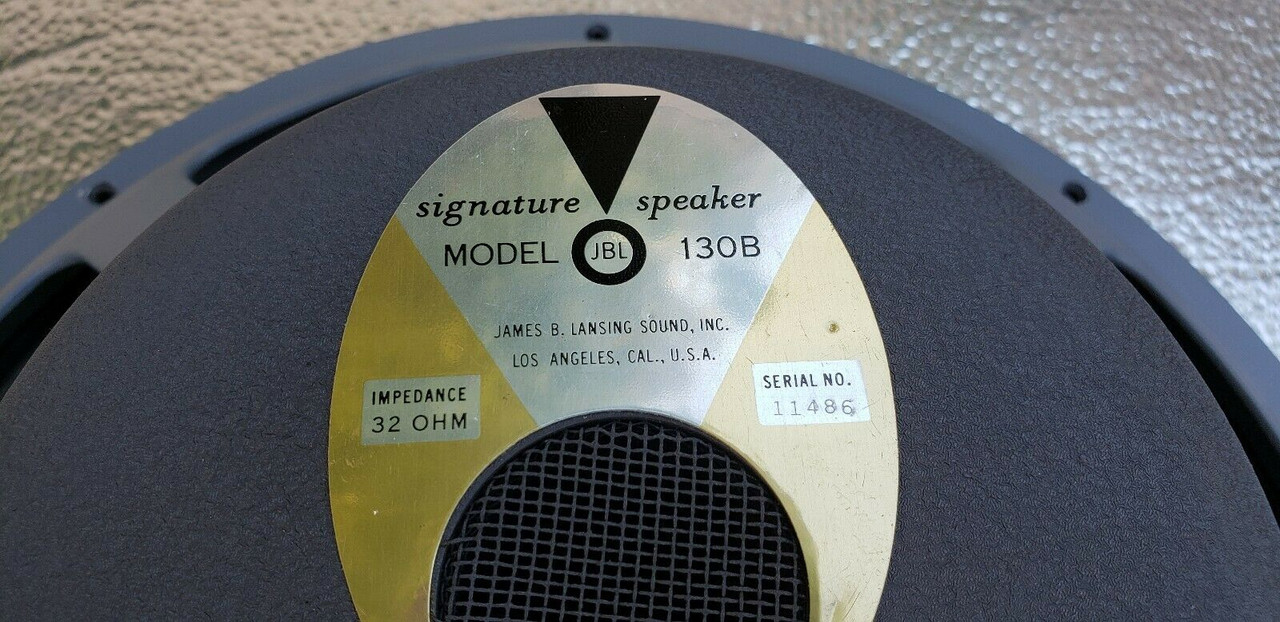 signature speaker
MODEL JBL 130B
JAMES B. LANSING SOUND, INC.
LOS ANGELES, CAL., U.S.A.
IMPEDANCE
32 OHM
SERIAL NO.
11486